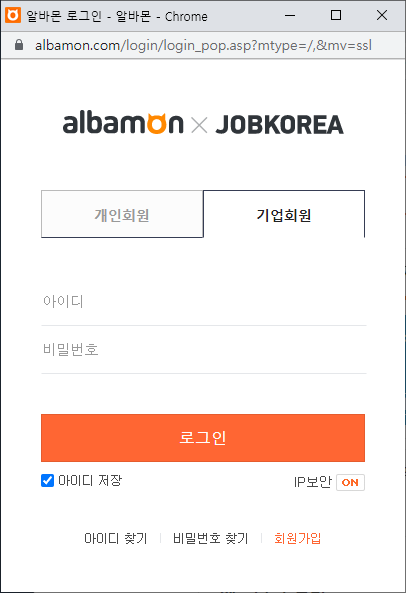 알바몬 로그인 - 알바몬 - Chrome
albamon.com/login/login_pop.asp?mtype=/,&mv=ssl
albamon × JOBKOREA
개인회원 기업회원
아이디
비밀번호
로그인
아이디 저장 IP보안 ON
아이디 찾기 비밀번호 찾기 회원가입